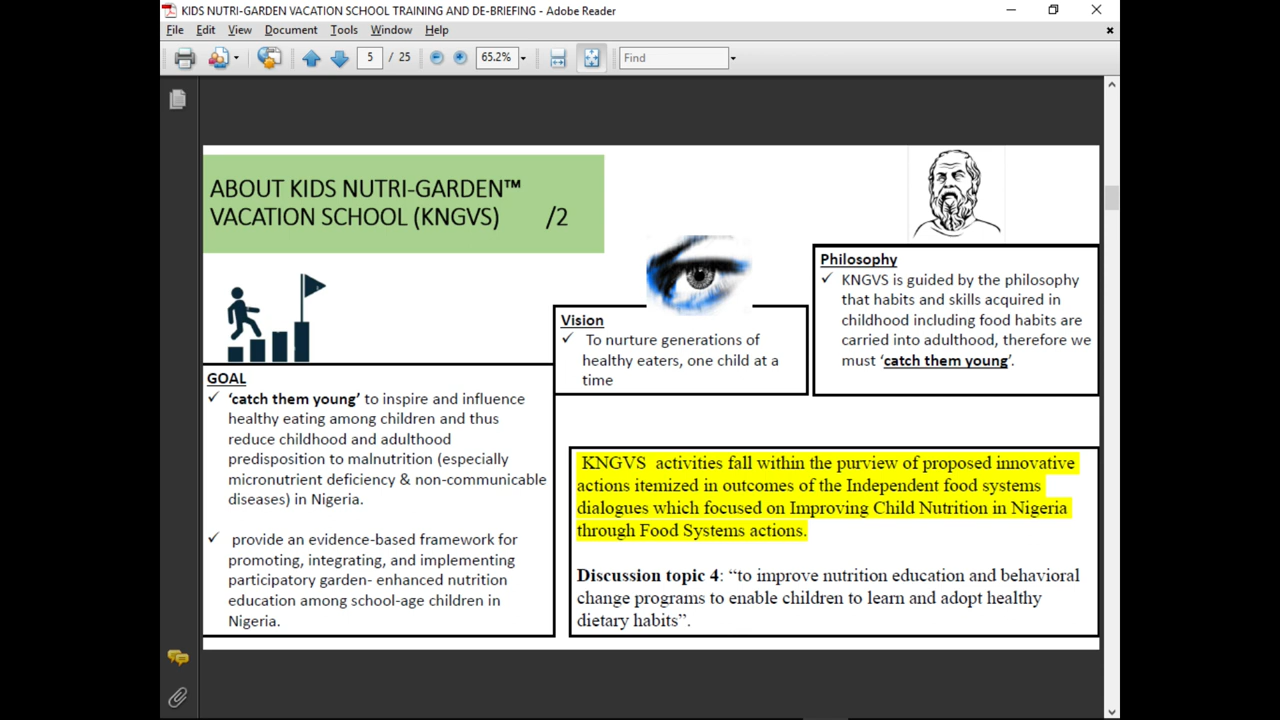 KIDS NUTRI-GARDEN VACATION SCHOOL TRAINING AND DE-BRIEFING - Adobe Reader
File Edit View Document Tools Window Help
5 / 25 65.2% Find
ABOUT KIDS NUTRI-GARDEN™
VACATION SCHOOL (KNGVS) /2
Philosophy
✓ KNGVS is guided by the philosophy
that habits and skills acquired in
childhood including food habits are
carried into adulthood, therefore we
must ‘catch them young’.
Vision
✓ To nurture generations of
healthy eaters, one child at a
time
GOAL
✓ ‘catch them young’ to inspire and influence
healthy eating among children and thus
reduce childhood and adulthood
predisposition to malnutrition (especially
micronutrient deficiency & non-communicable
diseases) in Nigeria.
✓ provide an evidence-based framework for
promoting, integrating, and implementing
participatory garden- enhanced nutrition
education among school-age children in
Nigeria.
KNGVS activities fall within the purview of proposed innovative
actions itemized in outcomes of the Independent food systems
dialogues which focused on Improving Child Nutrition in Nigeria
through Food Systems actions.
Discussion topic 4: “to improve nutrition education and behavioral
change programs to enable children to learn and adopt healthy
dietary habits”.